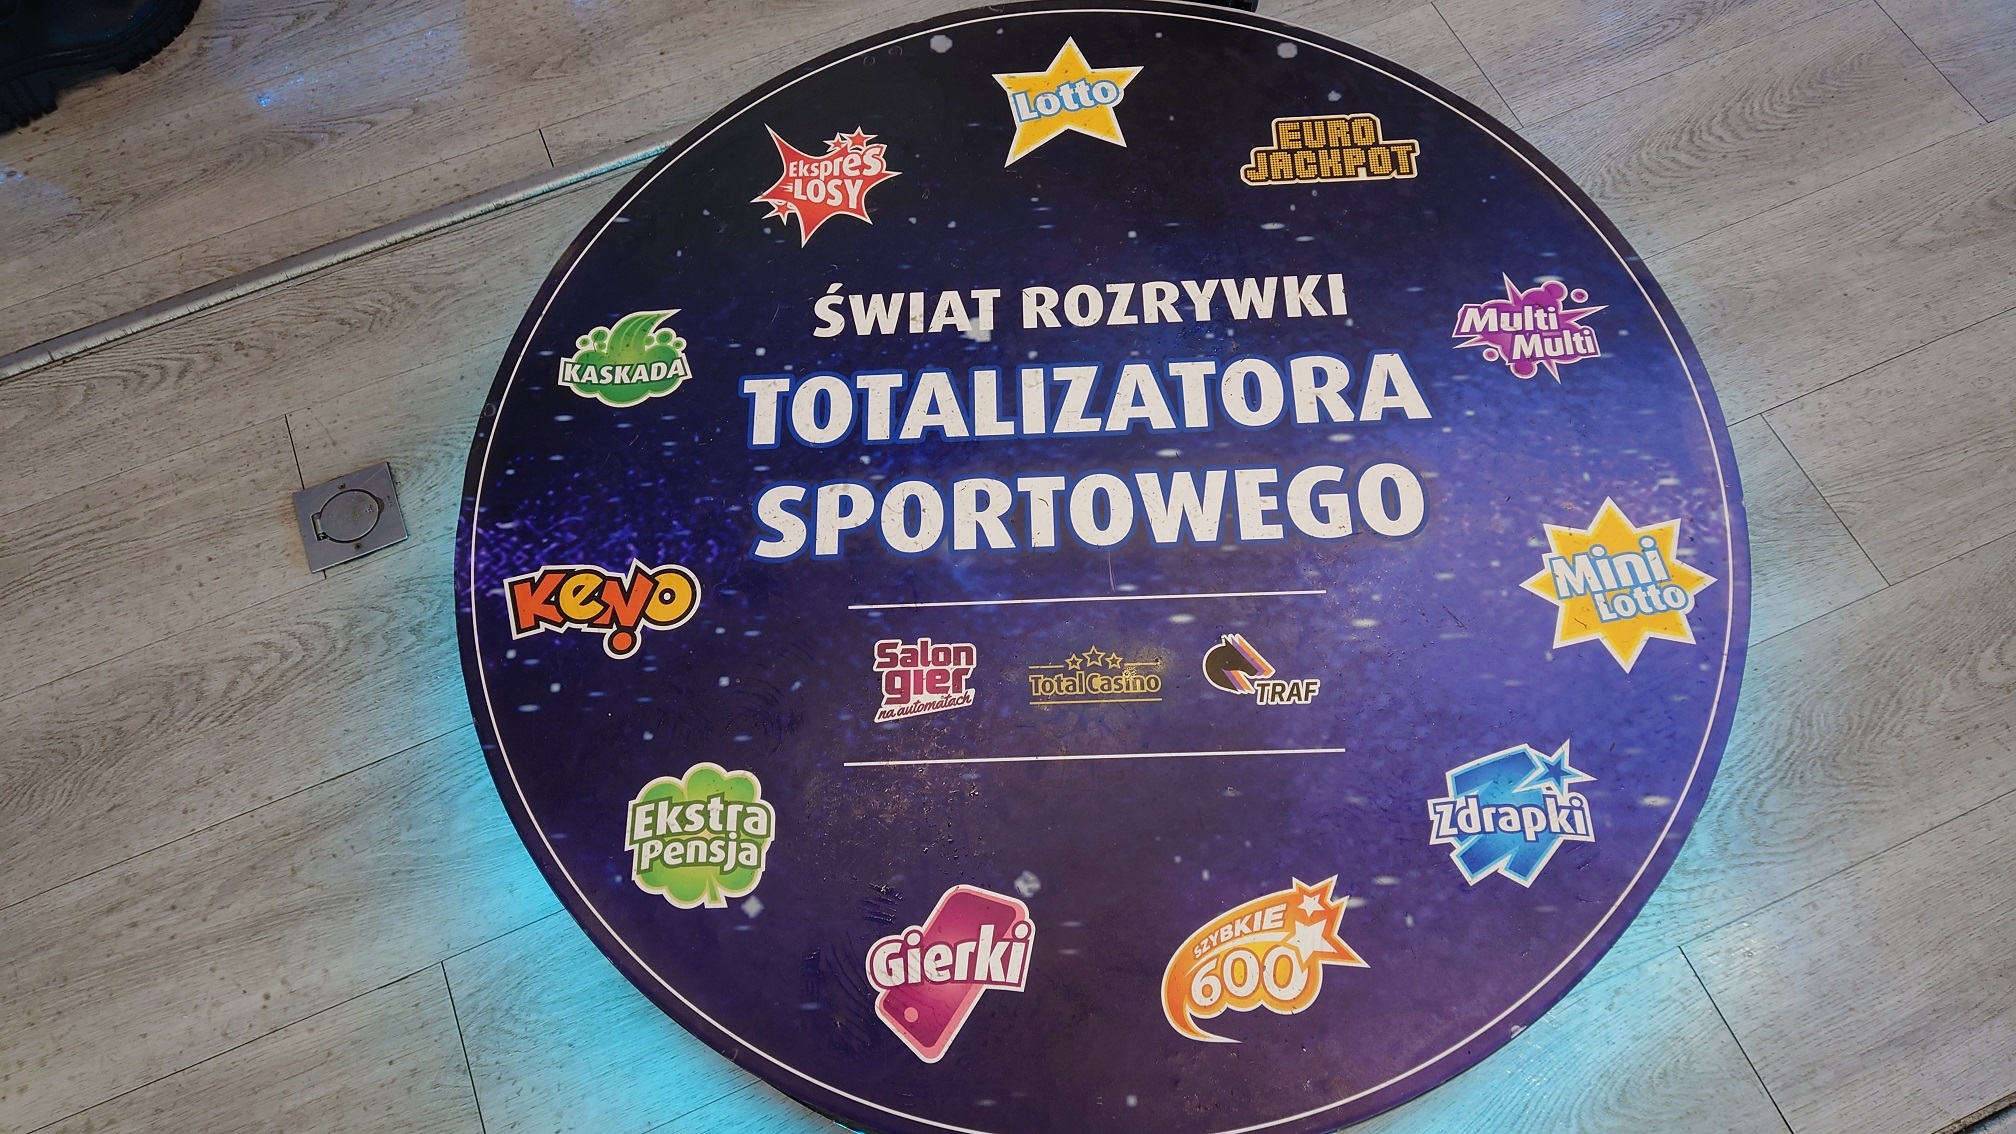 Lotto
EURO
JACKPOT
Ekspres
LOSY
ŚWIAT ROZRYWKI
TOTALIZATORA
SPORTOWEGO
KASKADA
Multi
Multi
KENO
Mini
Lotto
Salon
gier
na automatach
Total Casino
TRAF
Ekstra
Pensja
Zdrapki
Gierki
SZYBKIE
600